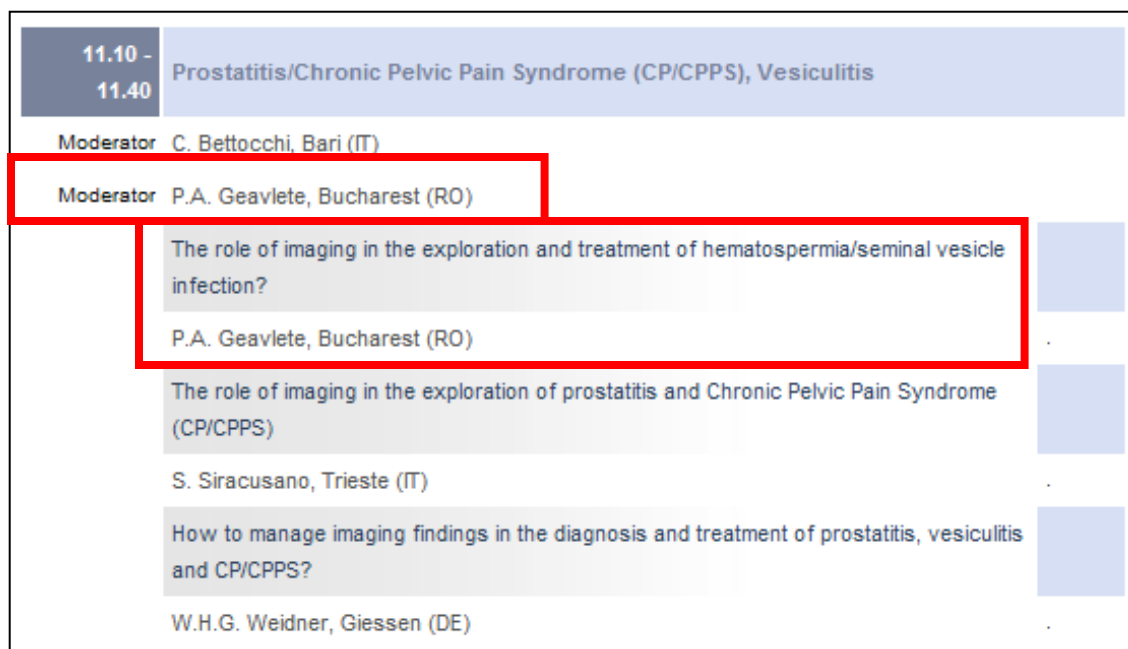 11.10 -
11.40
Prostatitis/Chronic Pelvic Pain Syndrome (CP/CPPS), Vesiculitis
Moderator C. Bettocchi, Bari (IT)
Moderator P.A. Geavlete, Bucharest (RO)
The role of imaging in the exploration and treatment of hematospermia/seminal vesicle
infection?
P.A. Geavlete, Bucharest (RO)
.
The role of imaging in the exploration of prostatitis and Chronic Pelvic Pain Syndrome
(CP/CPPS)
S. Siracusano, Trieste (IT)
.
How to manage imaging findings in the diagnosis and treatment of prostatitis, vesiculitis
and CP/CPPS?
W.H.G. Weidner, Giessen (DE)
.